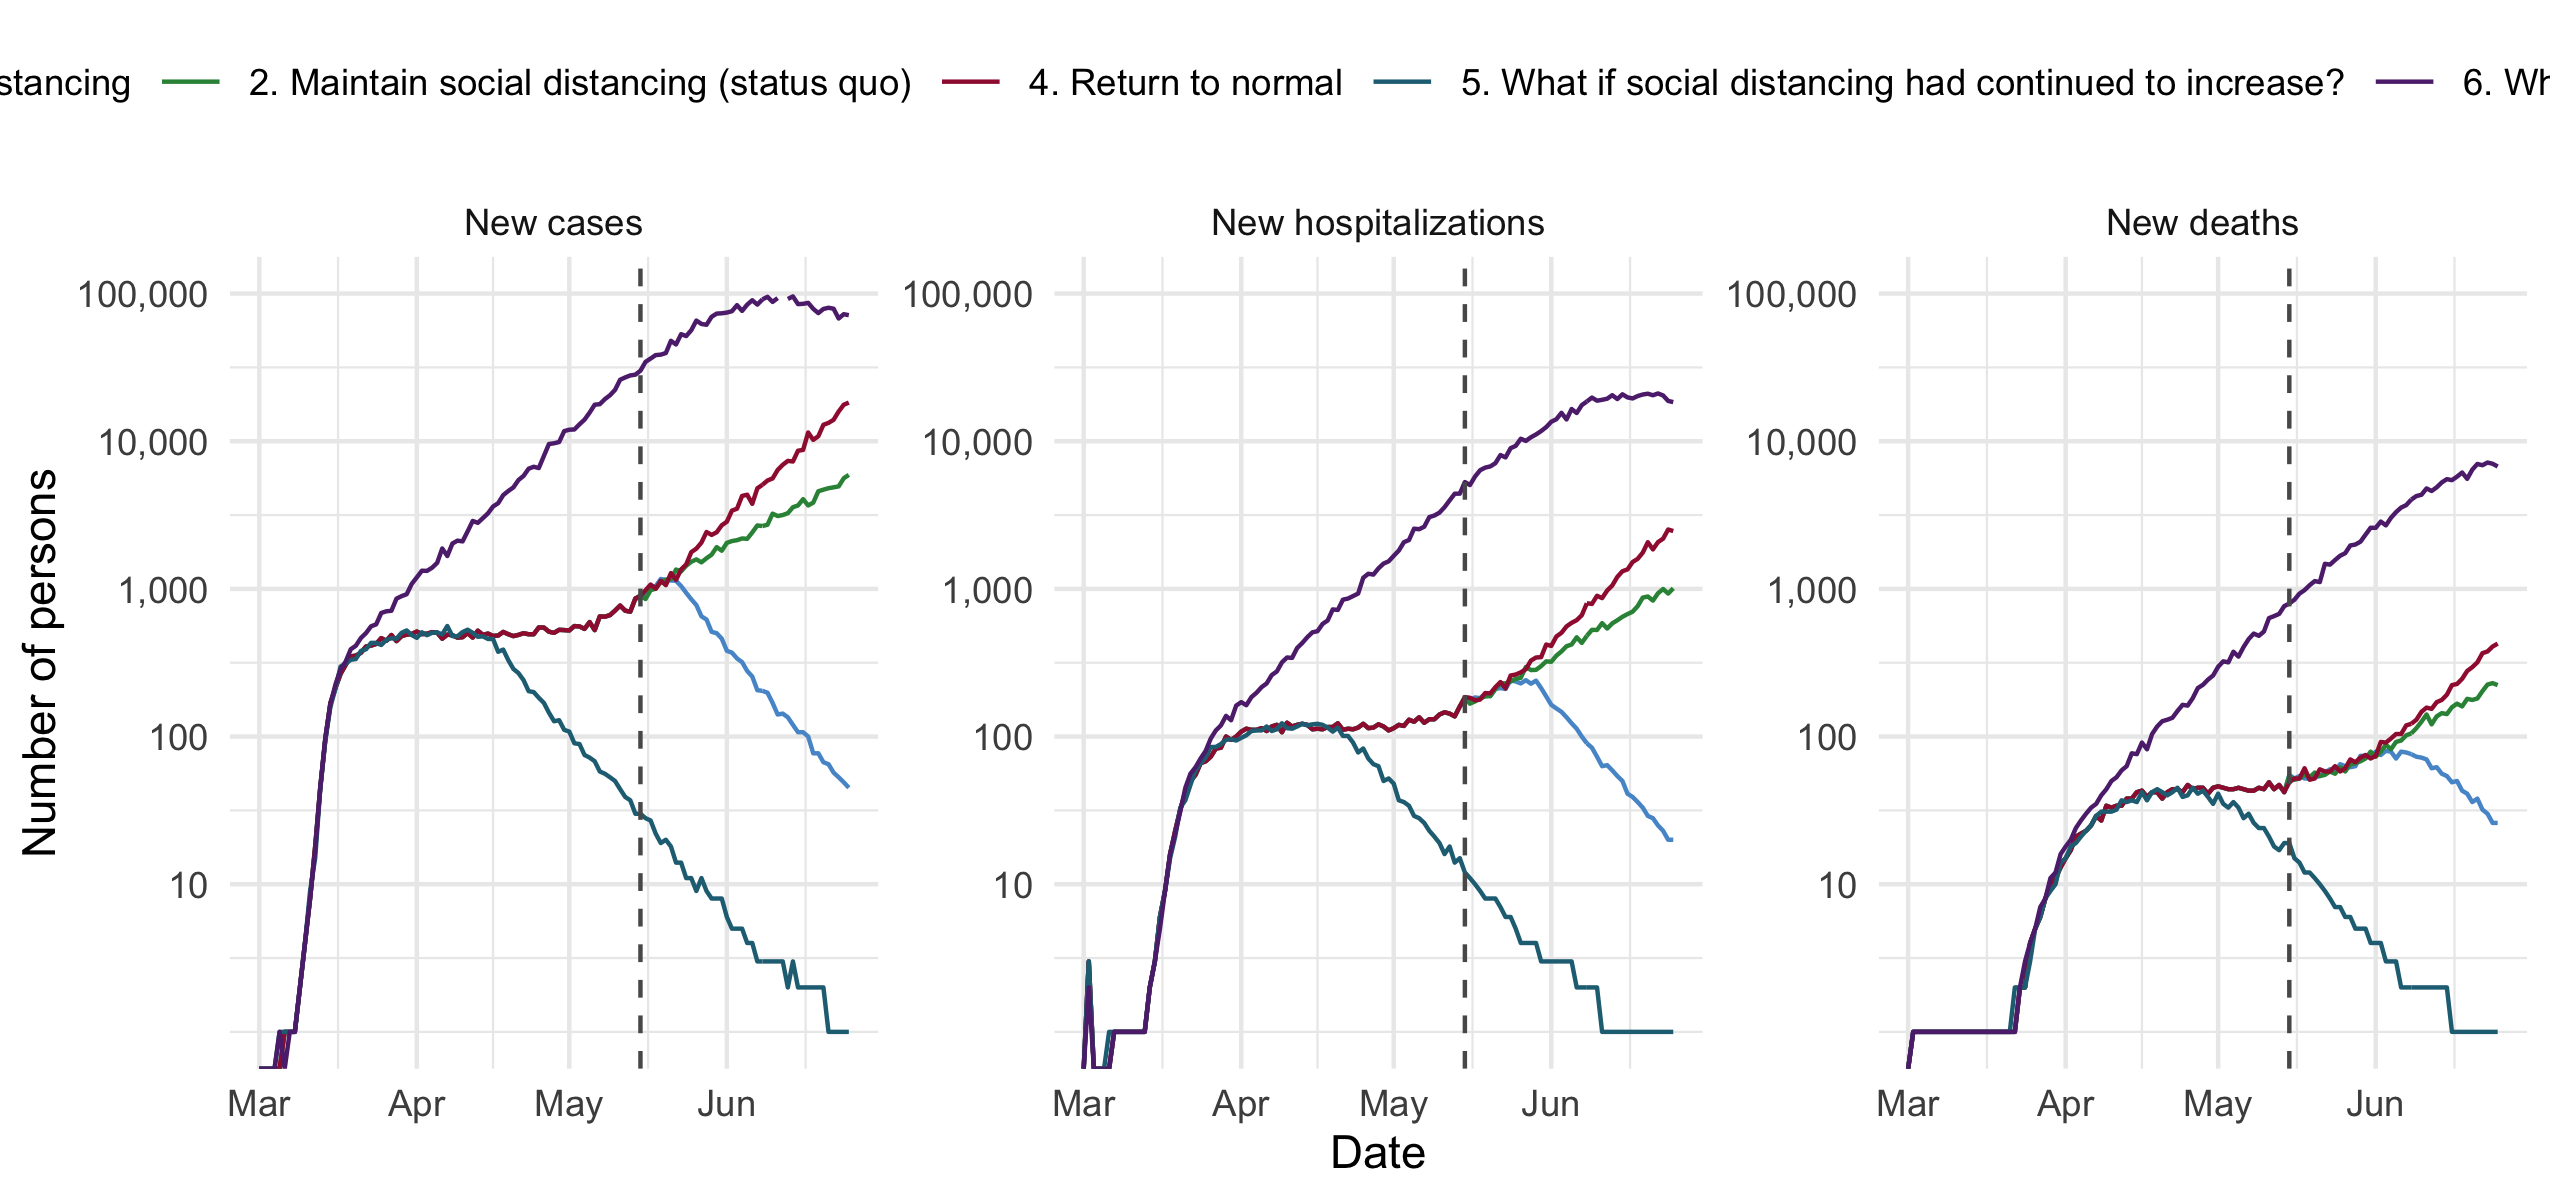 stancing 2. Maintain social distancing (status quo) 4. Return to normal 5. What if social distancing had continued to increase? 6. Wh
New cases New hospitalizations New deaths
100,000 100,000 100,000
10,000 10,000 10,000
1,000 1,000 1,000
100 100 100
10 10 10
Number of persons
Mar Apr May Jun Mar Apr May Jun Mar Apr May Jun
Date